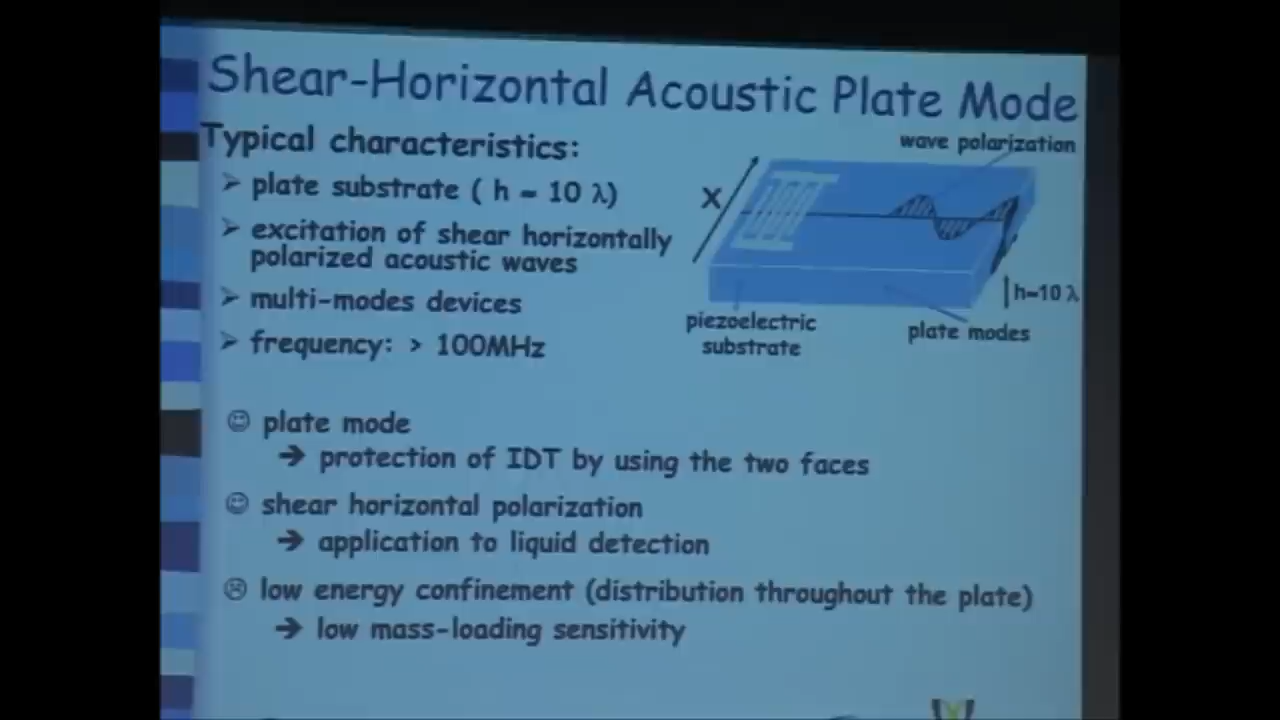 Shear-Horizontal Acoustic Plate Mode
Typical characteristics:
➢ plate substrate ( h = 10 λ)
➢ excitation of shear horizontally
polarized acoustic waves
➢ multi-modes devices
➢ frequency: > 100MHz
wave polarization
X
h=10 λ
piezoelectric
substrate
plate modes
☺ plate mode
➔ protection of IDT by using the two faces
☺ shear horizontal polarization
➔ application to liquid detection
☹ low energy confinement (distribution throughout the plate)
➔ low mass-loading sensitivity